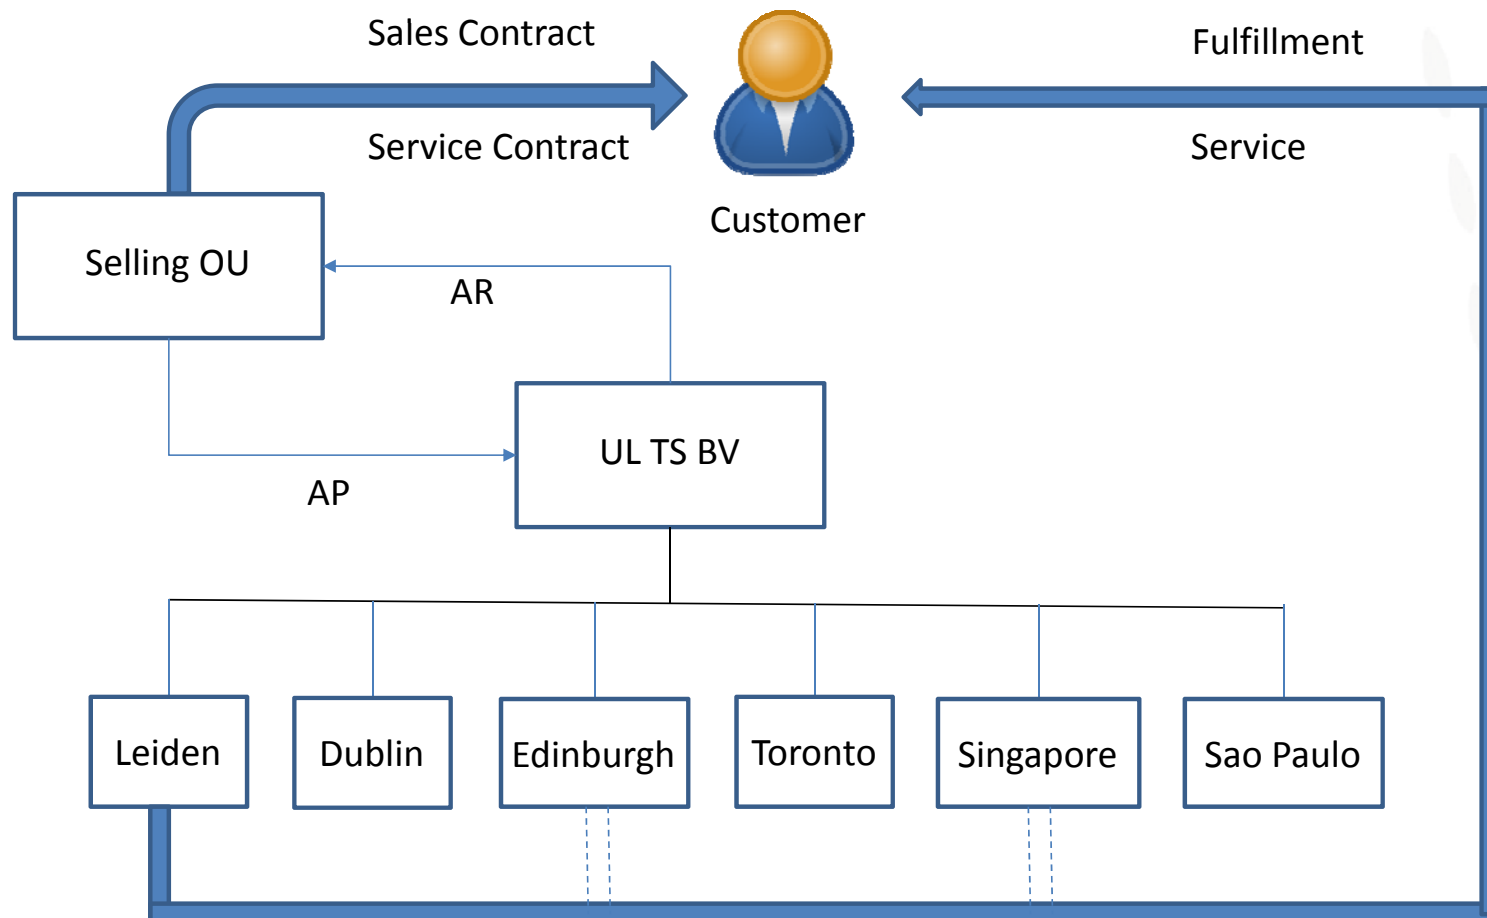 Sales Contract
Fulfillment
Service Contract
Service
Customer
Selling OU
AR
UL TS BV
AP
Leiden
Dublin
Edinburgh
Toronto
Singapore
Sao Paulo